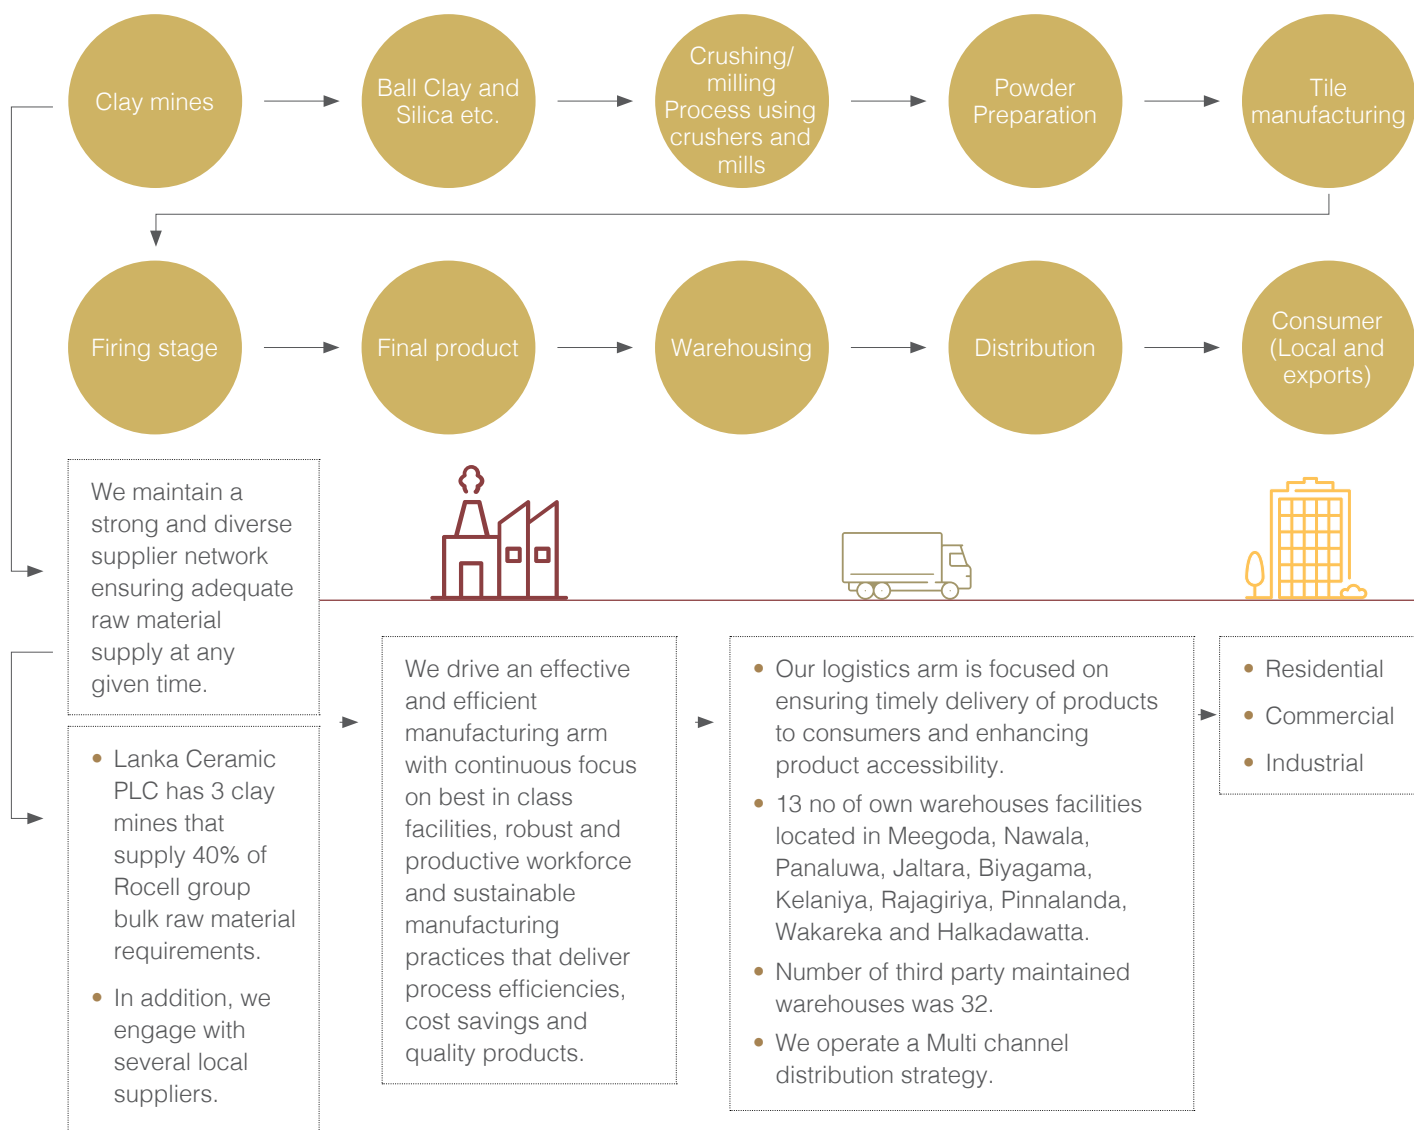 Clay mines
Ball Clay and
Silica etc.
Crushing/
milling
Process using
crushers and
mills
Powder
Preparation
Tile
manufacturing
Firing stage
Final product
Warehousing
Distribution
Consumer
(Local and
exports)
We maintain a
strong and diverse
supplier network
ensuring adequate
raw material
supply at any
given time.
• Lanka Ceramic
PLC has 3 clay
mines that
supply 40% of
Rocell group
bulk raw material
requirements.
• In addition, we
engage with
several local
suppliers.
We drive an effective
and efficient
manufacturing arm
with continuous focus
on best in class
facilities, robust and
productive workforce
and sustainable
manufacturing
practices that deliver
process efficiencies,
cost savings and
quality products.
• Our logistics arm is focused on
ensuring timely delivery of products
to consumers and enhancing
product accessibility.
• 13 no of own warehouses facilities
located in Meegoda, Nawala,
Panaluwa, Jaltara, Biyagama,
Kelaniya, Rajagiriya, Pinnalanda,
Wakareka and Halkadawatta.
• Number of third party maintained
warehouses was 32.
• We operate a Multi channel
distribution strategy.
• Residential
• Commercial
• Industrial